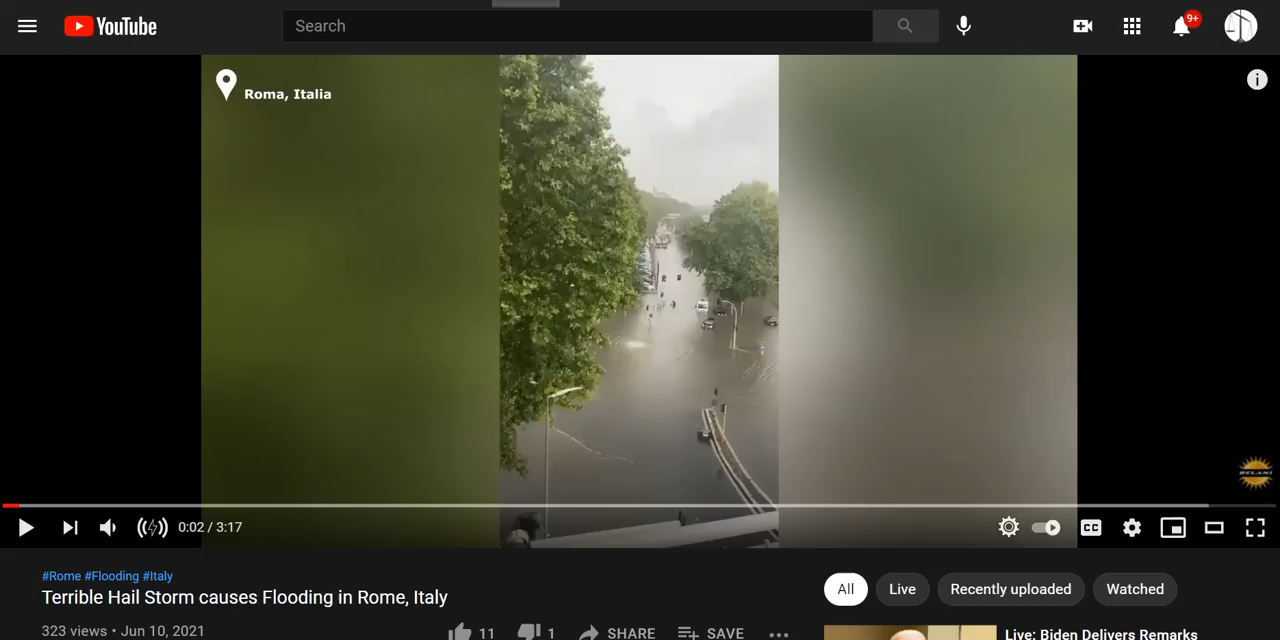 YouTube
Search
9+
Roma, Italia
0:02 / 3:17
CC
#Rome #Flooding #Italy
Terrible Hail Storm causes Flooding in Rome, Italy
323 views • Jun 10, 2021
11
1
SHARE
SAVE
All
Live
Recently uploaded
Watched
Live: Biden Delivers Remarks